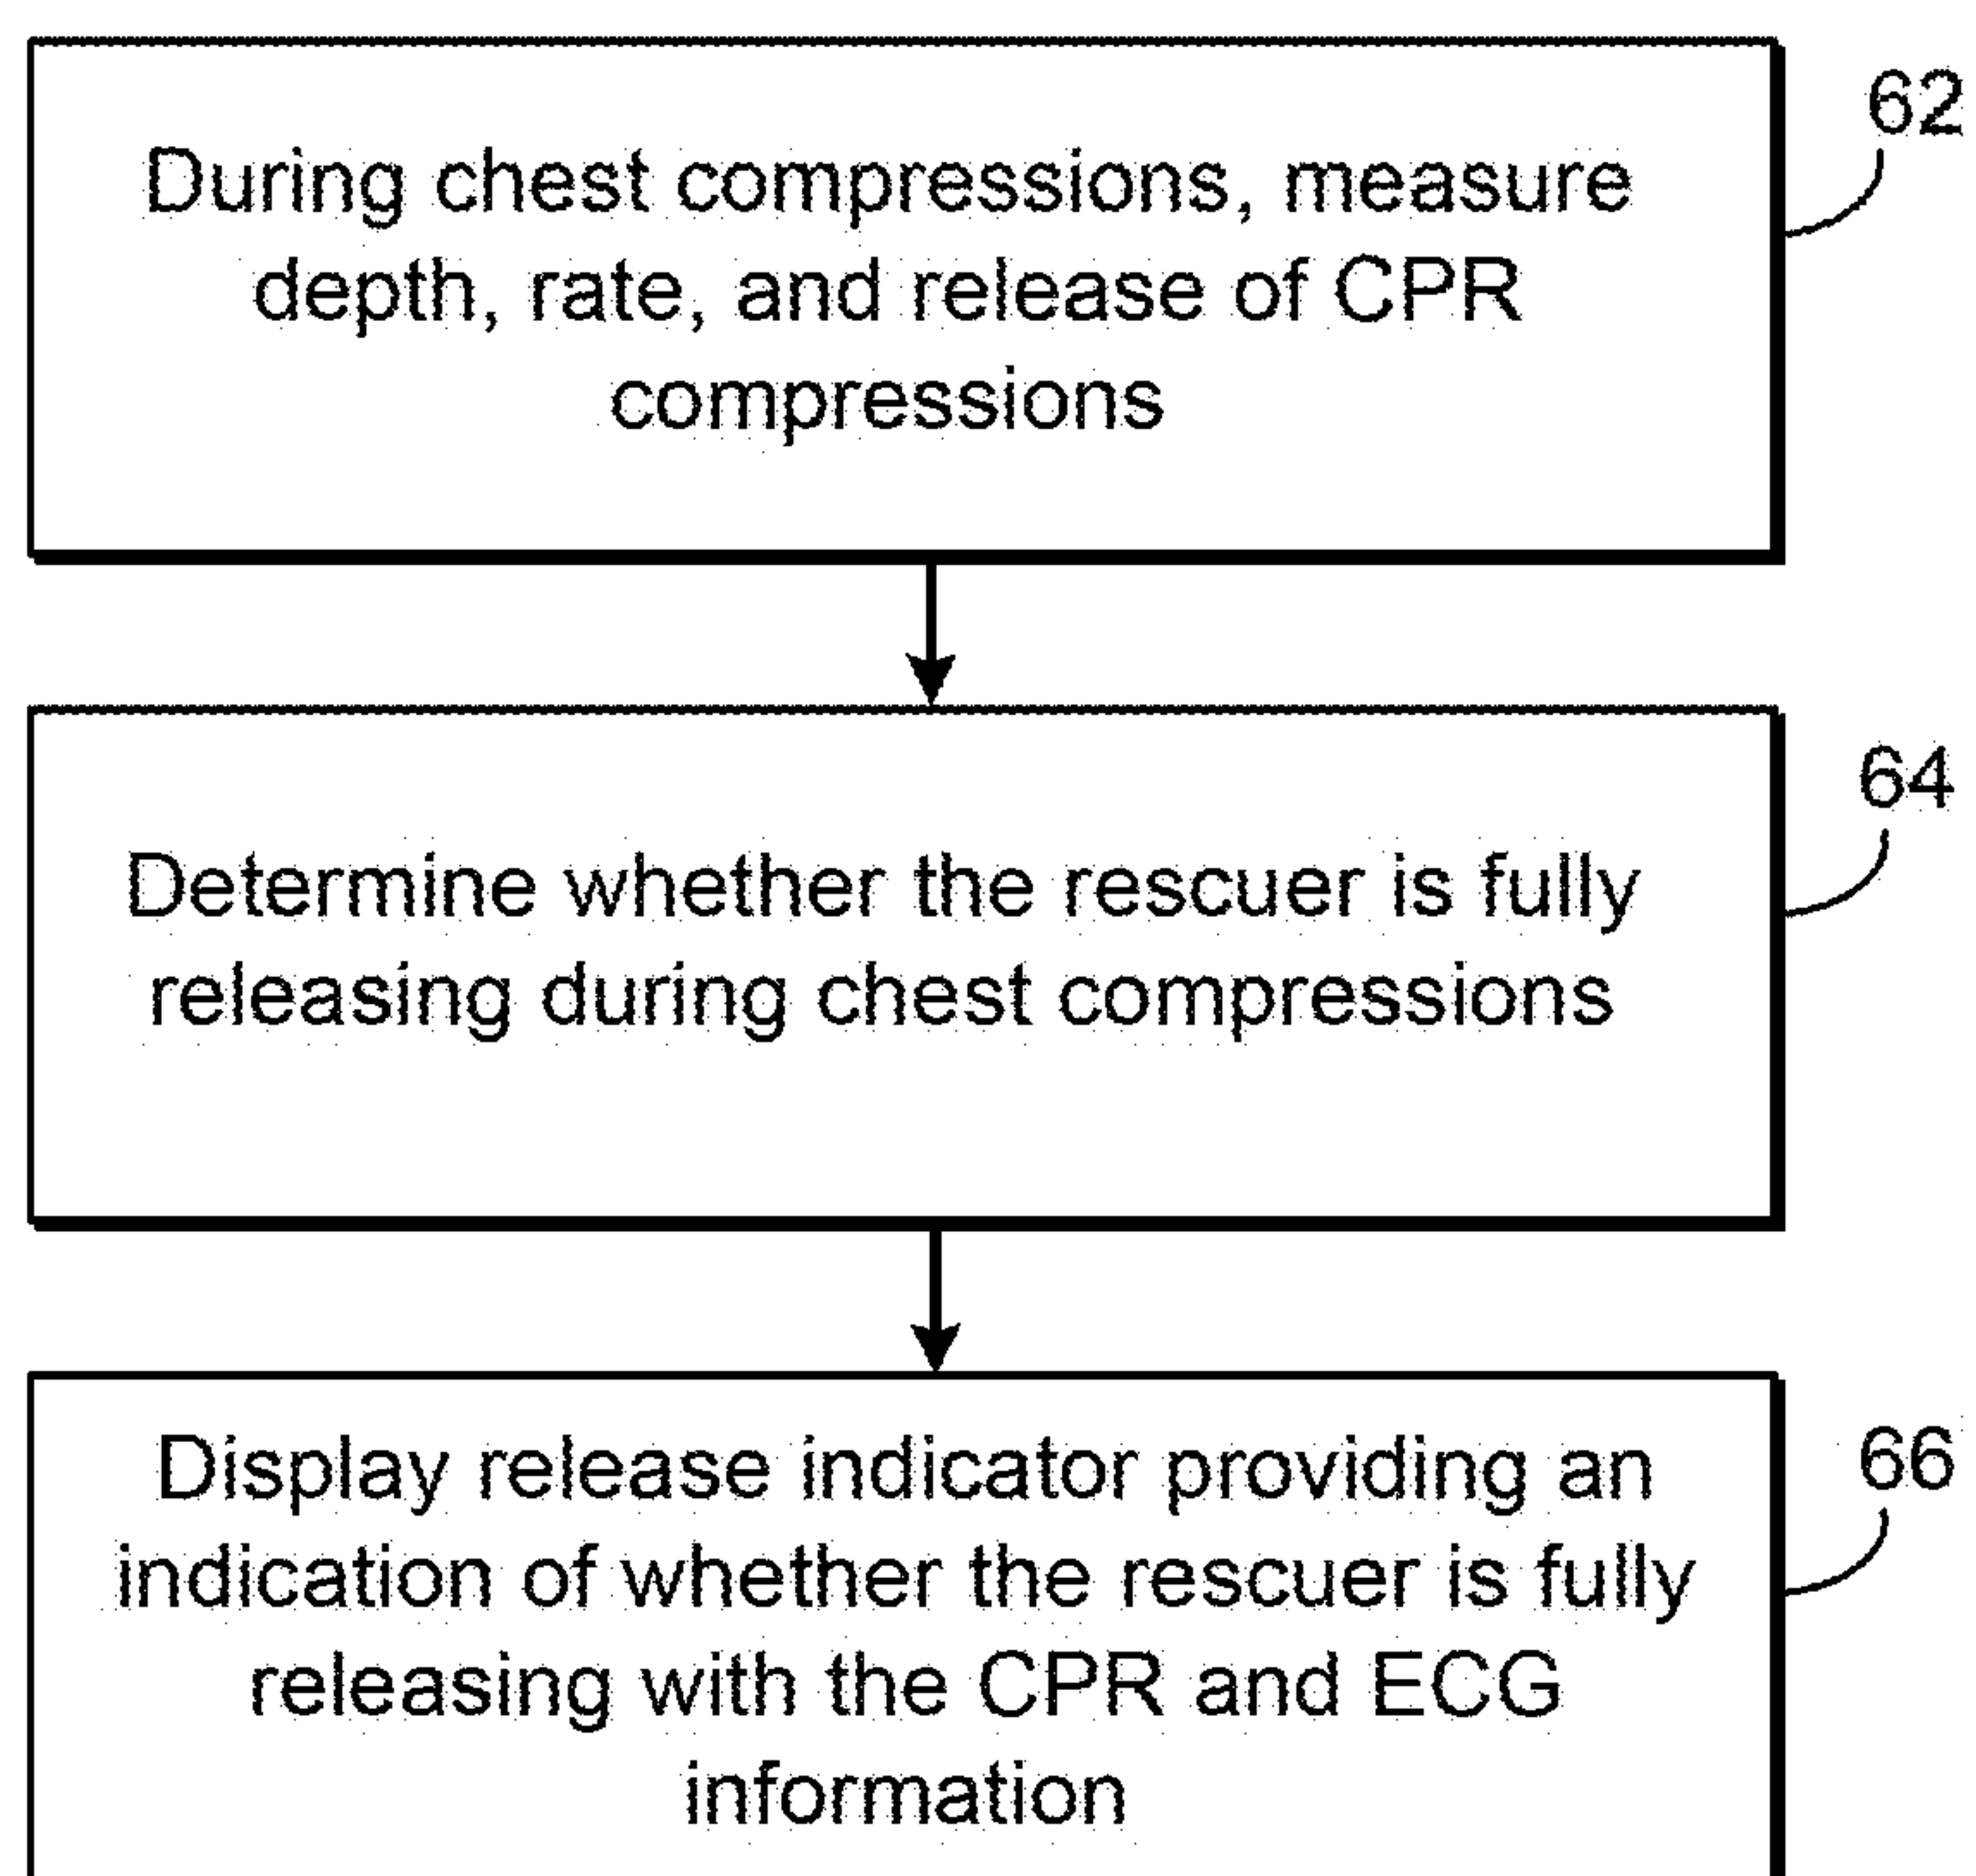 During chest compressions, measure
depth, rate, and release of CPR
compressions
62
Determine whether the rescuer is fully
releasing during chest compressions
64
Display release indicator providing an
indication of whether the rescuer is fully
releasing with the CPR and ECG
information
66